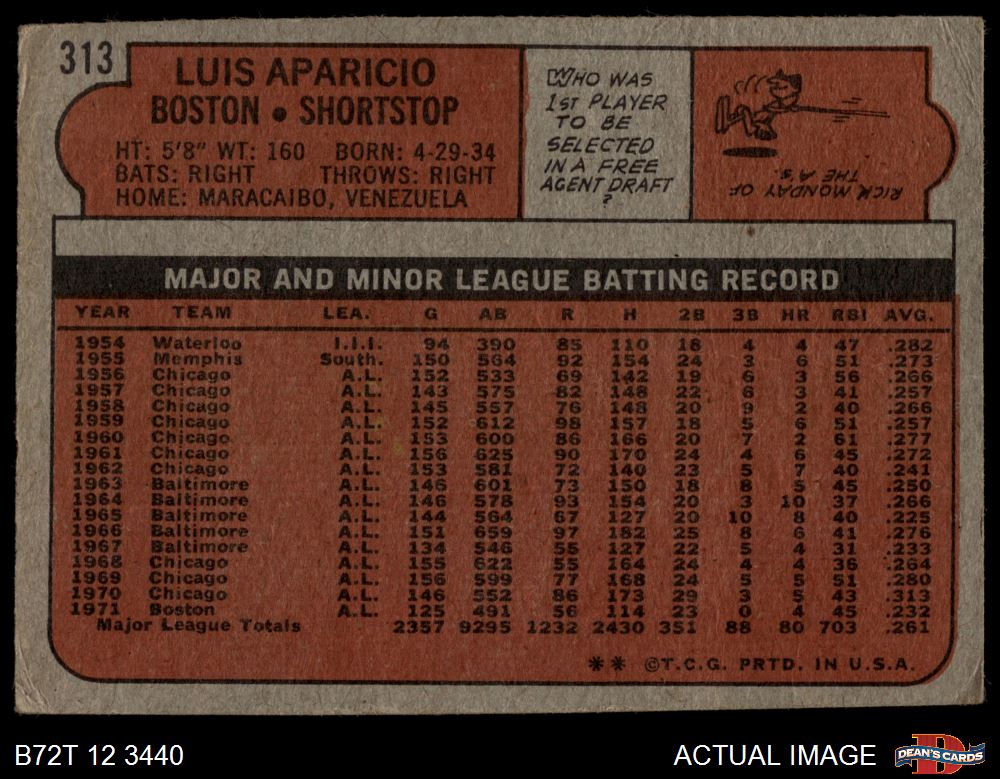 313
LUIS APARICIO
BOSTON • SHORTSTOP
HT: 5'8" WT: 160 BORN: 4-29-34
BATS: RIGHT THROWS: RIGHT
HOME: MARACAIBO, VENEZUELA
WHO WAS
1ST PLAYER
TO BE
SELECTED
IN A FREE
AGENT DRAFT
?
RICK MONDAY OF
THE A'S.
MAJOR AND MINOR LEAGUE BATTING RECORD
YEAR TEAM LEA. G AB R H 2B 3B HR RBI AVG.
1954 Waterloo I.I.I. 94 390 85 110 18 4 4 47 .282
1955 Memphis South. 150 564 92 154 24 3 6 51 .273
1956 Chicago A.L. 152 533 69 142 19 6 3 56 .266
1957 Chicago A.L. 143 575 82 148 22 6 3 41 .257
1958 Chicago A.L. 145 557 76 148 20 9 2 40 .266
1959 Chicago A.L. 152 612 98 157 18 5 6 51 .257
1960 Chicago A.L. 153 600 86 166 20 7 2 61 .277
1961 Chicago A.L. 156 625 90 170 24 4 6 45 .272
1962 Chicago A.L. 153 581 72 140 23 5 7 40 .241
1963 Baltimore A.L. 146 601 73 150 18 8 5 45 .250
1964 Baltimore A.L. 146 578 93 154 20 3 10 37 .266
1965 Baltimore A.L. 144 564 67 127 20 10 8 40 .225
1966 Baltimore A.L. 151 659 97 182 25 8 6 41 .276
1967 Baltimore A.L. 134 546 55 127 22 5 4 31 .233
1968 Chicago A.L. 155 622 55 164 24 4 4 36 .264
1969 Chicago A.L. 156 599 77 168 24 5 5 51 .280
1970 Chicago A.L. 146 552 86 173 29 3 5 43 .313
1971 Boston A.L. 125 491 56 114 23 0 4 45 .232
Major League Totals 2357 9295 1232 2430 351 88 80 703 .261
** ©T.C.G. PRTD. IN U.S.A.
B72T 12 3440 ACTUAL IMAGE
D
DEAN'S CARDS